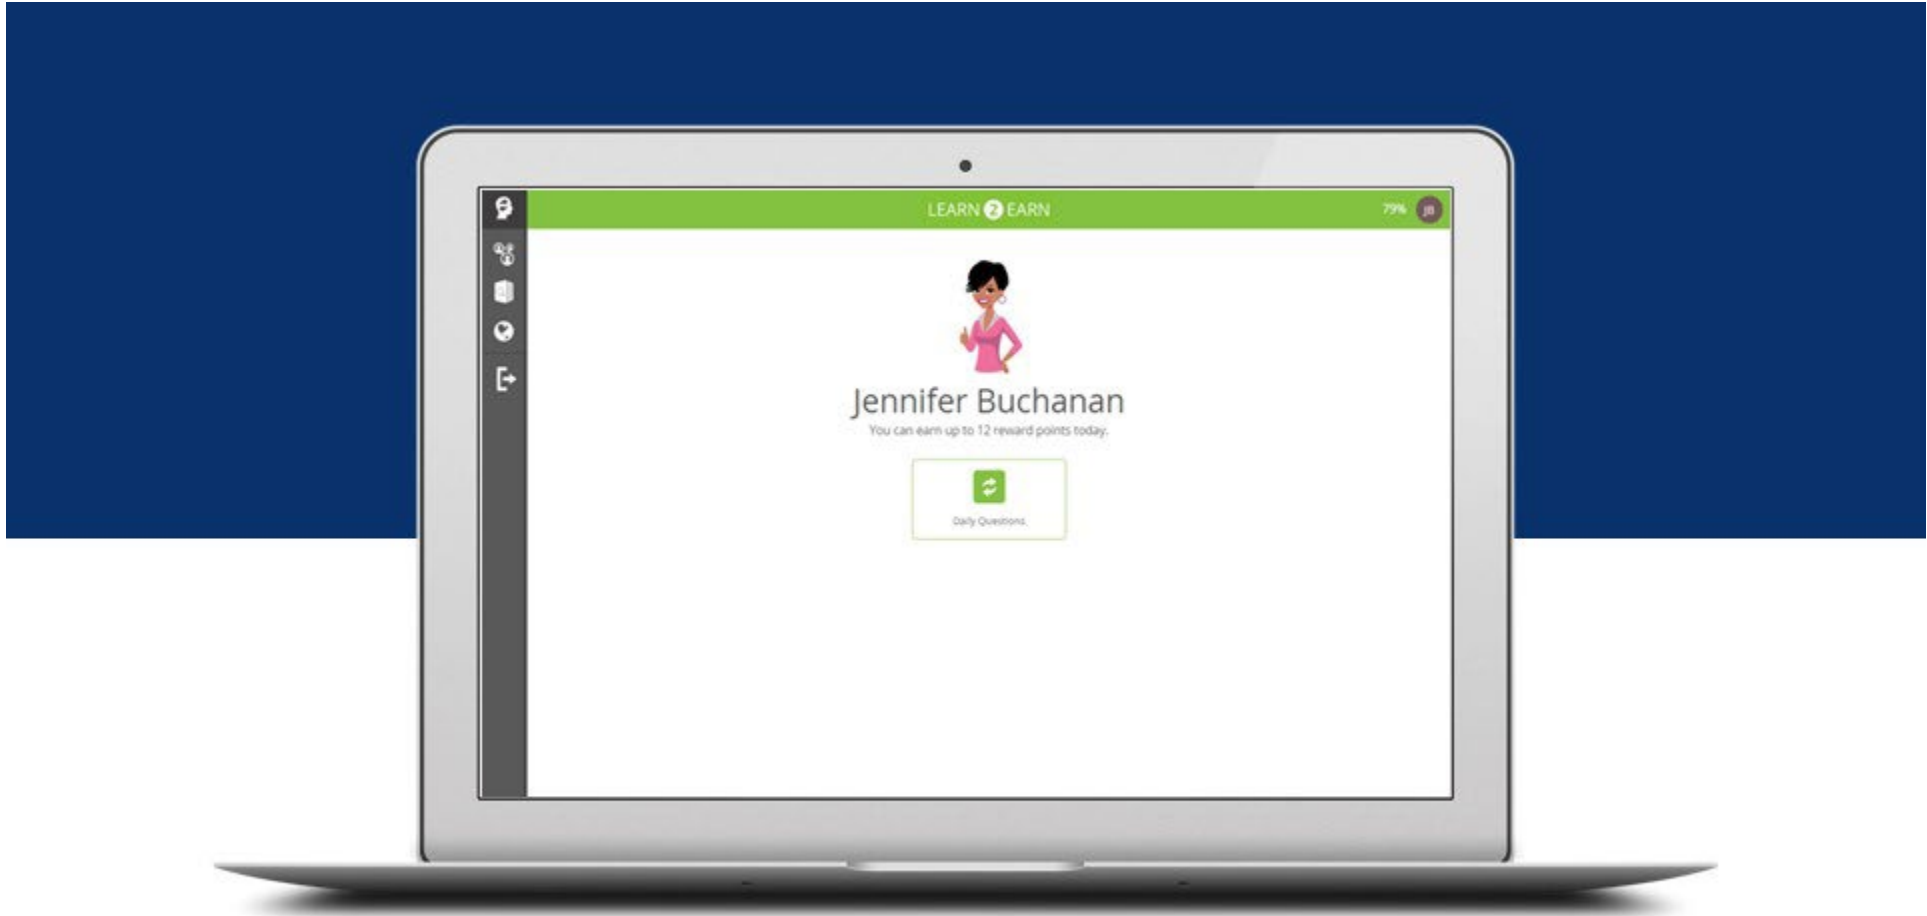 LEARN 2 EARN
79% JB
Jennifer Buchanan
You can earn up to 12 reward points today.
Daily Questions